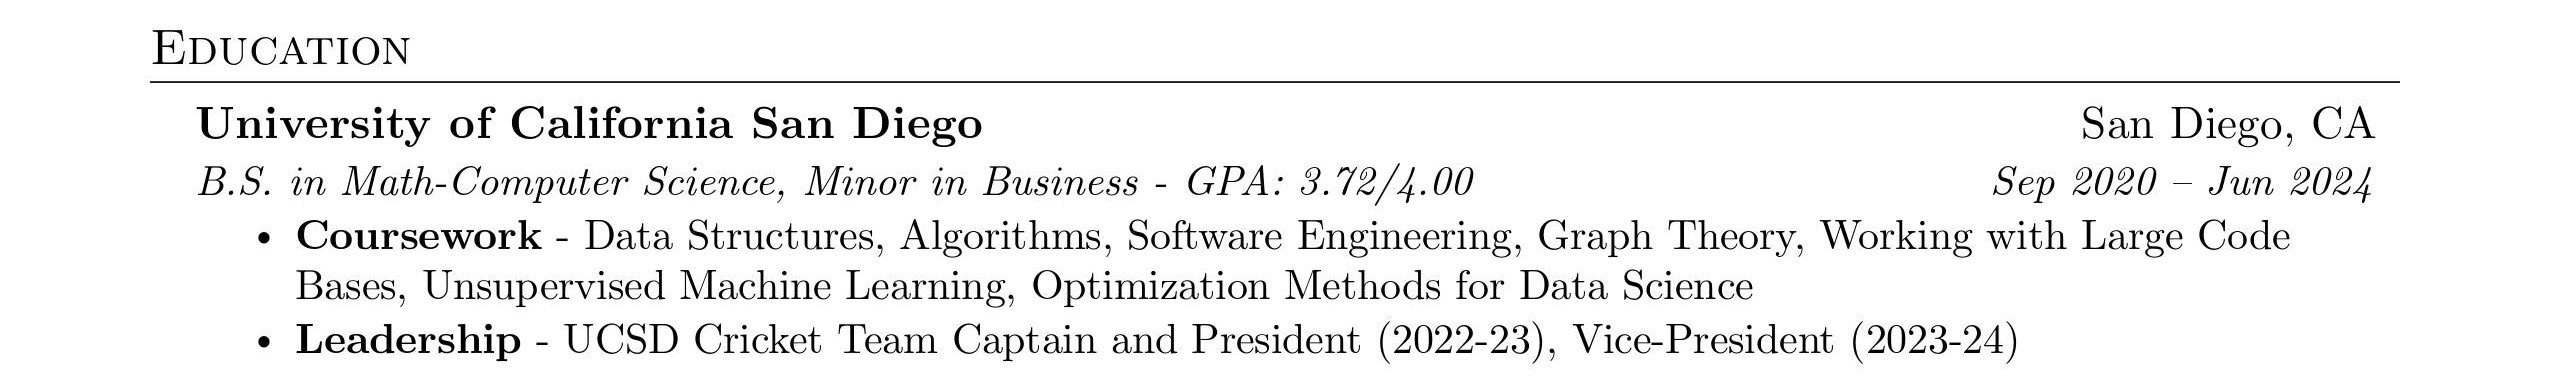 EDUCATION
University of California San Diego San Diego, CA
B.S. in Math-Computer Science, Minor in Business - GPA: 3.72/4.00 Sep 2020 – Jun 2024
• Coursework - Data Structures, Algorithms, Software Engineering, Graph Theory, Working with Large Code
Bases, Unsupervised Machine Learning, Optimization Methods for Data Science
• Leadership - UCSD Cricket Team Captain and President (2022-23), Vice-President (2023-24)